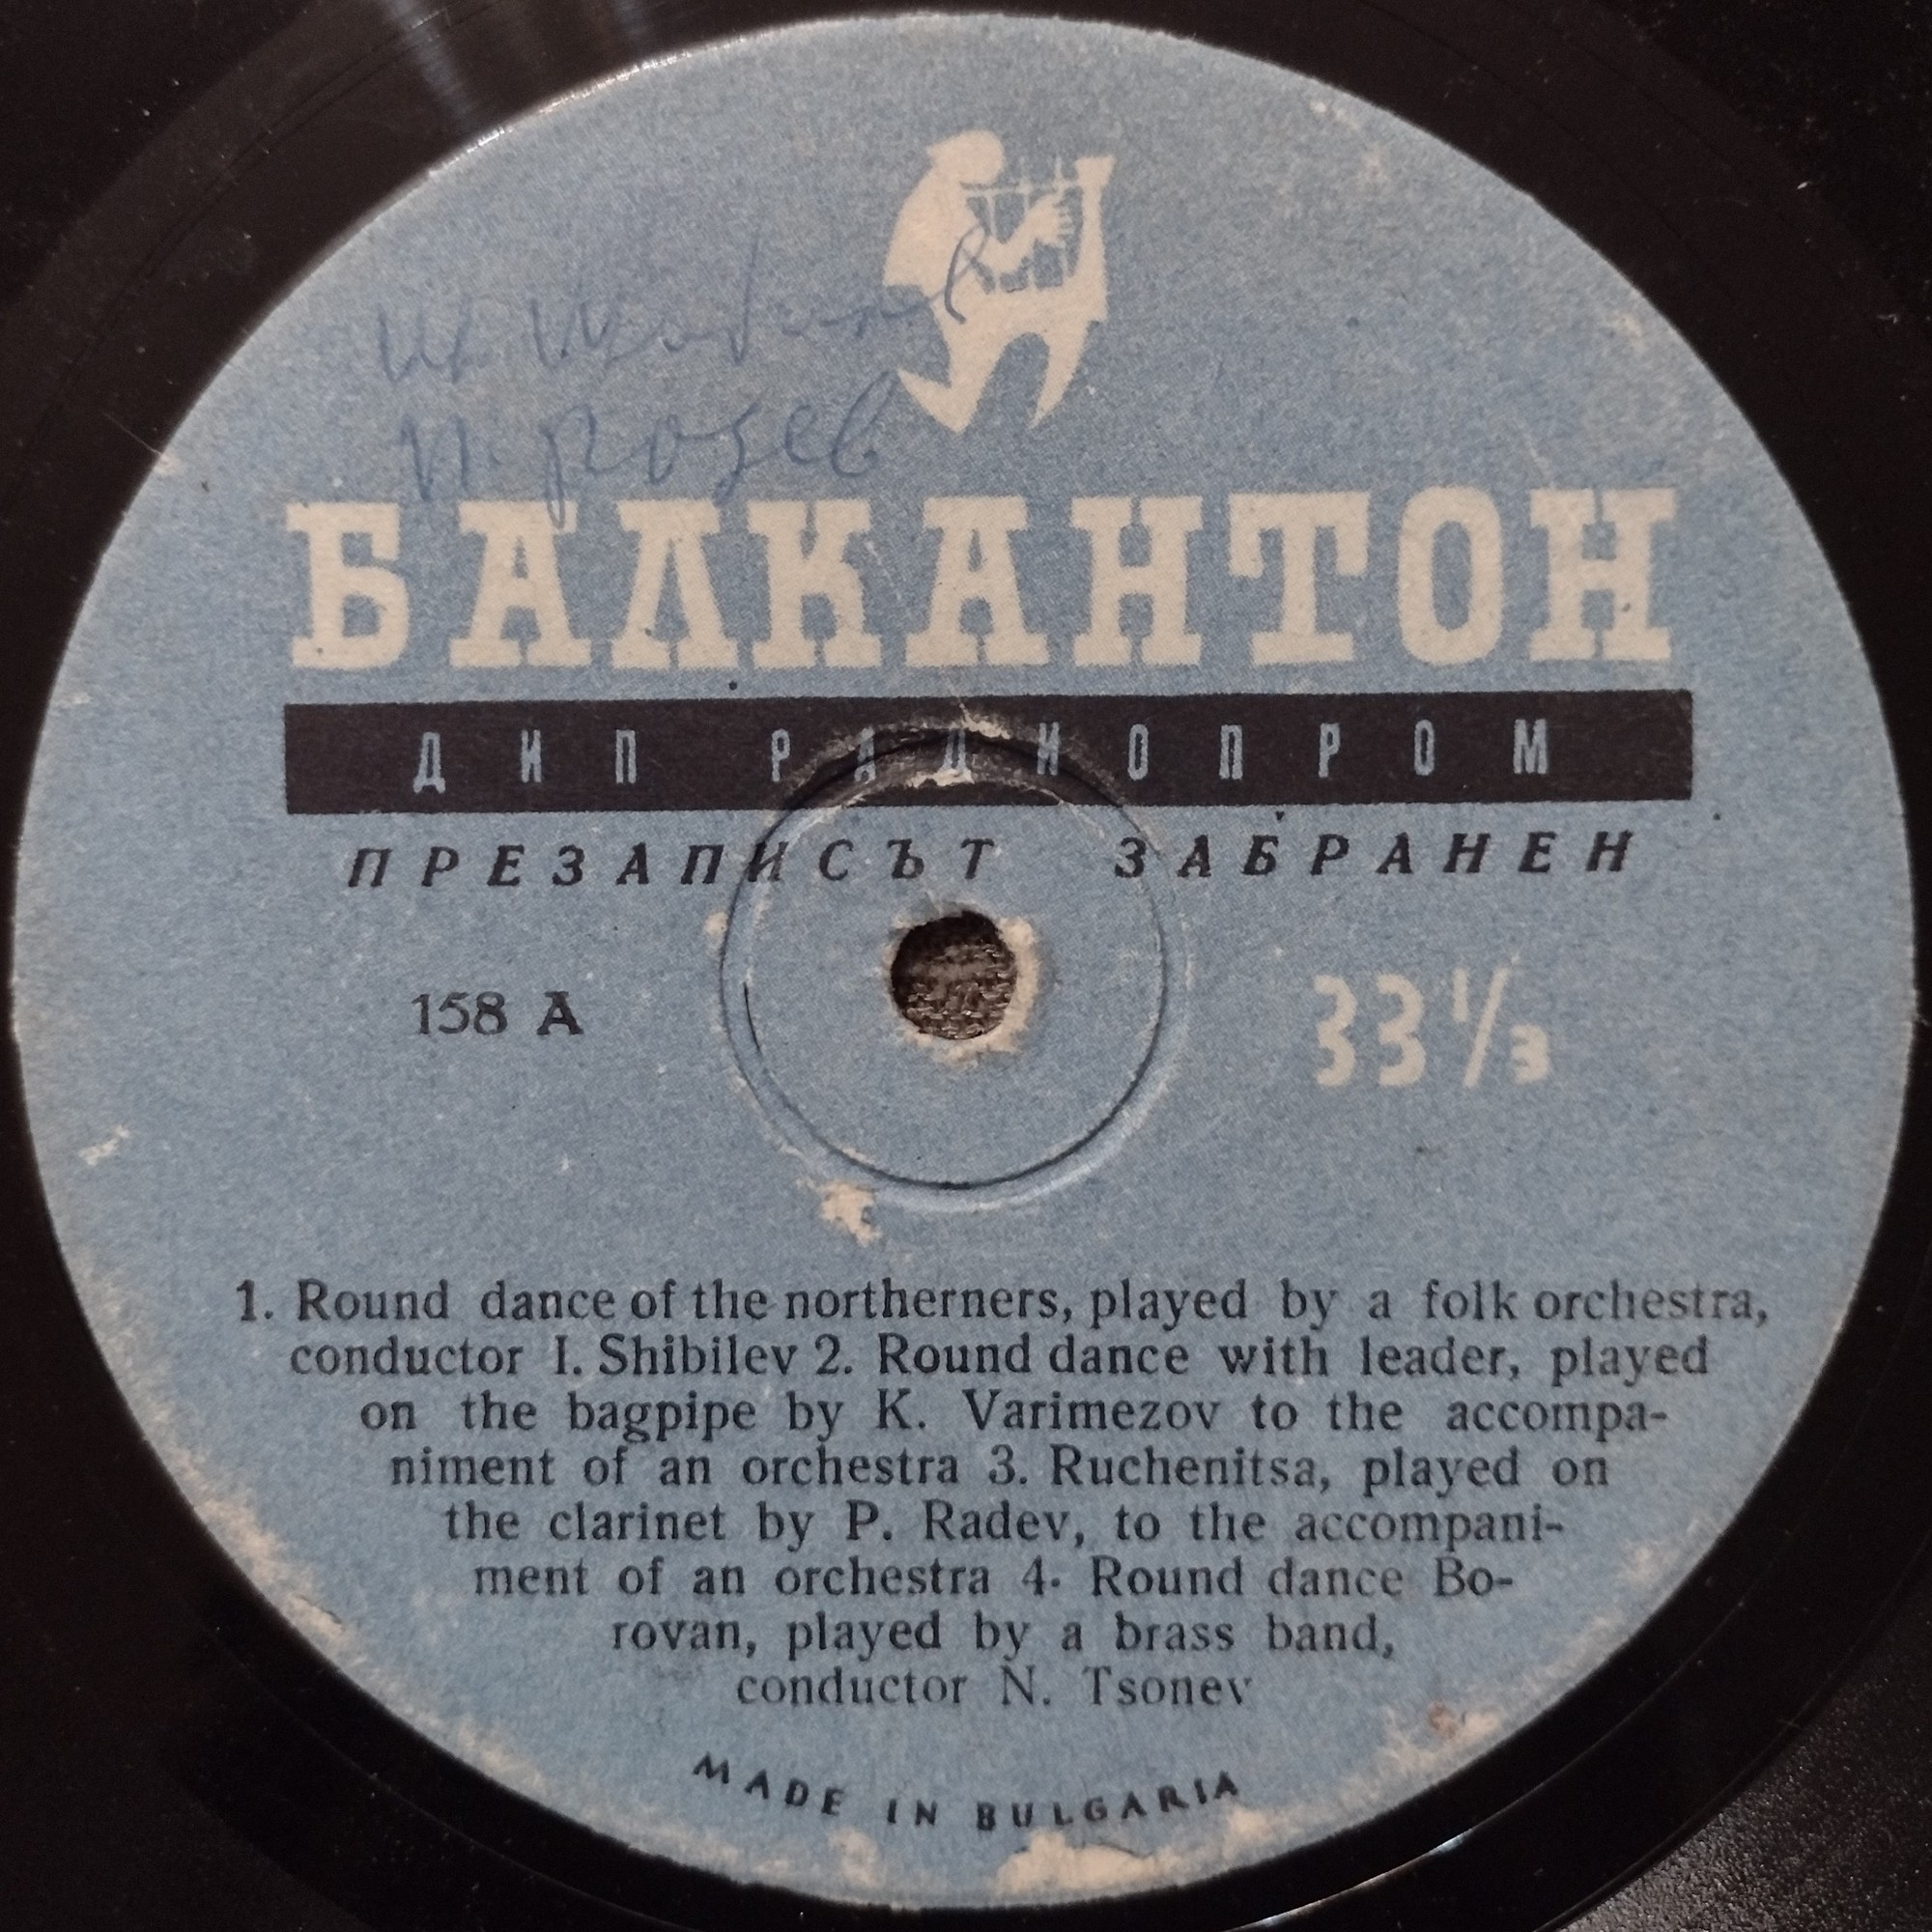 БАЛКАНТОН
ДИП РАДИОПРОМ
ПРЕЗАПИСЪТ ЗАБРАНЕН
158 A
33 1/3
1. Round dance of the northerners, played by a folk orchestra,
conductor I. Shibilev 2. Round dance with leader, played
on the bagpipe by K. Varimezov to the accompa-
niment of an orchestra 3. Ruchenitsa, played on
the clarinet by P. Radev, to the accompani-
ment of an orchestra 4. Round dance Bo-
rovan, played by a brass band,
conductor N. Tsonev
MADE IN BULGARIA